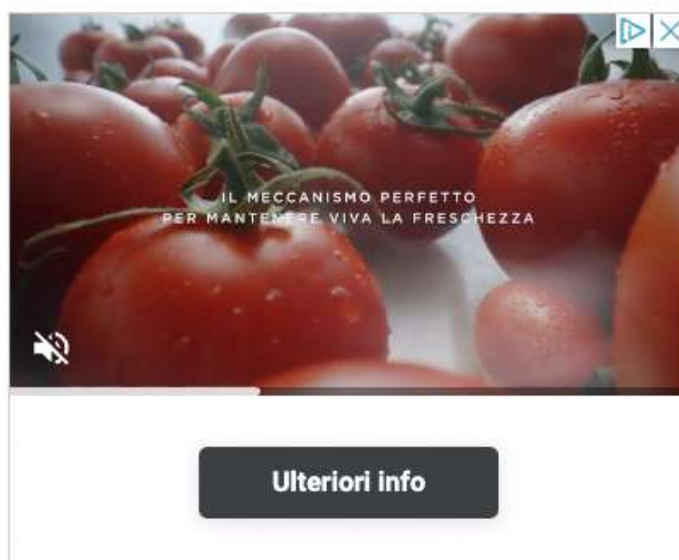 IL MECCANISMO PERFETTO
PER MANTENERE VIVA LA FRESCHEZZA
Ulteriori info